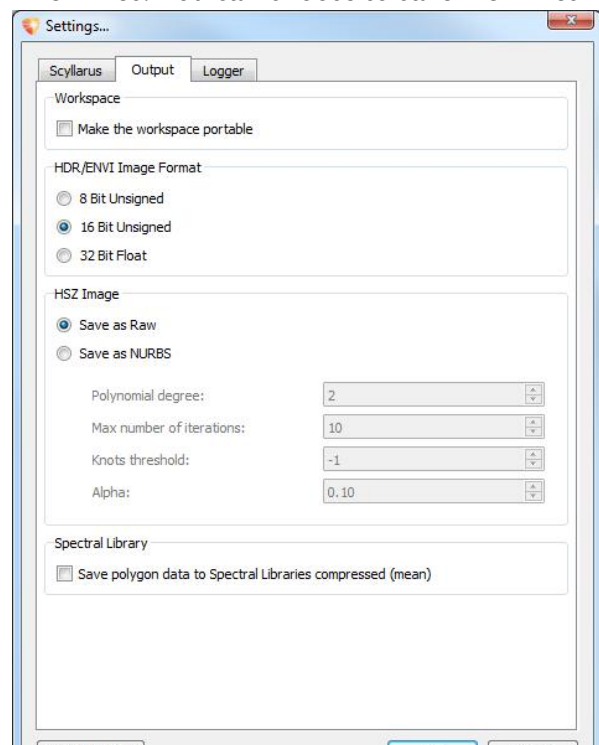 Settings...
Scyllarus Output Logger
Workspace
Make the workspace portable
HDR/ENVI Image Format
8 Bit Unsigned
16 Bit Unsigned
32 Bit Float
HSZ Image
Save as Raw
Save as NURBS
Polynomial degree: 2
Max number of iterations: 10
Knots threshold: -1
Alpha: 0.10
Spectral Library
Save polygon data to Spectral Libraries compressed (mean)